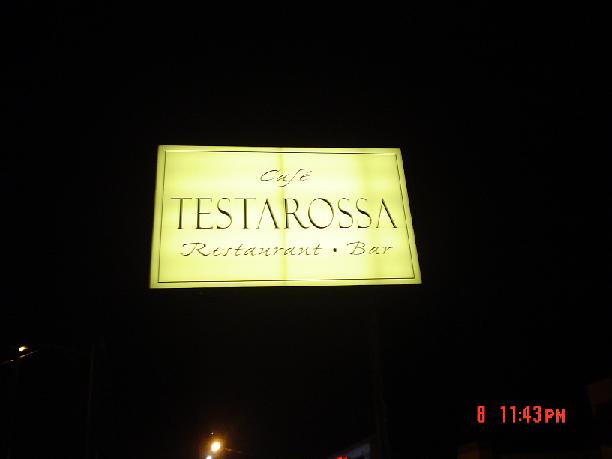 Café
TESTAROSSA
Restaurant • Bar
8 11:43PM